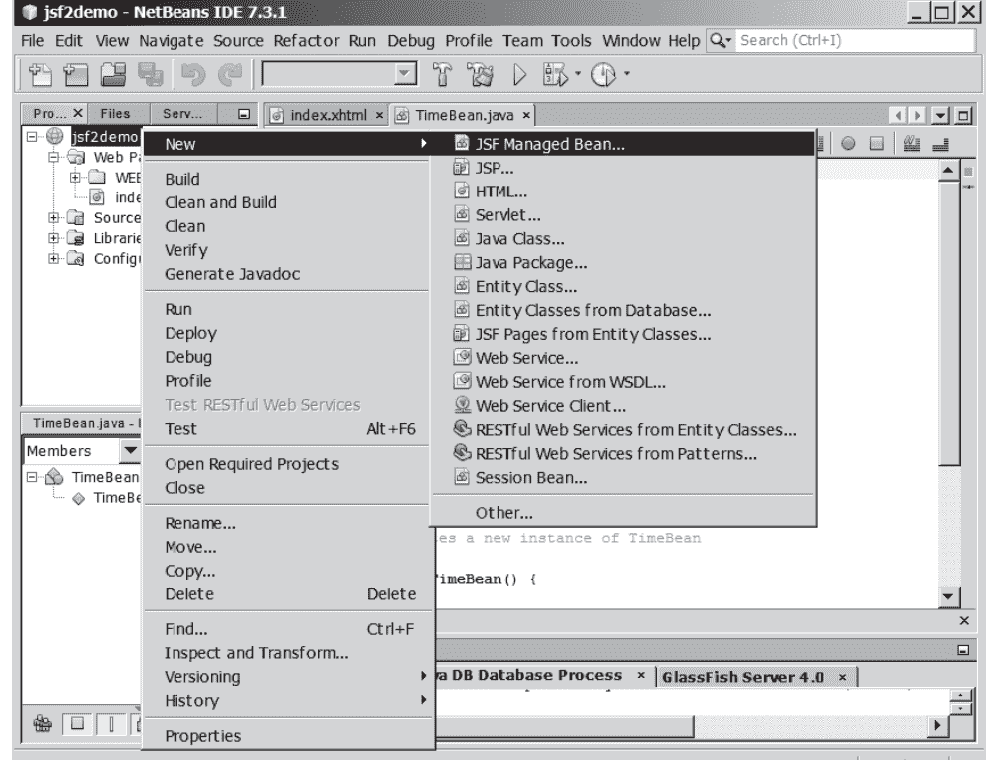 jsf2demo - NetBeans IDE 7.3.1
File Edit View Navigate Source Refactor Run Debug Profile Team Tools Window Help Search (Ctrl+I)
Pro... Files Serv... index.xhtml TimeBean.java
jsf2demo
Web P
WEB
inde
Source
Librarie
Config
New
Build
Clean and Build
Clean
Verify
Generate Javadoc
Run
Deploy
Debug
Profile
Test RESTful Web Services
Test Alt+F6
Open Required Projects
Close
Rename...
Move...
Copy...
Delete Delete
Find... Ctrl+F
Inspect and Transform...
Versioning
History
Properties
JSF Managed Bean...
JSP...
HTML...
Servlet...
Java Class...
Java Package...
Entity Class...
Entity Classes from Database...
JSF Pages from Entity Classes...
Web Service...
Web Service from WSDL...
Web Service Client...
RESTful Web Services from Entity Classes...
RESTful Web Services from Patterns...
Session Bean...
Other...
TimeBean.java -
Members
TimeBean
TimeBe
es a new instance of TimeBean
TimeBean() {
va DB Database Process GlassFish Server 4.0